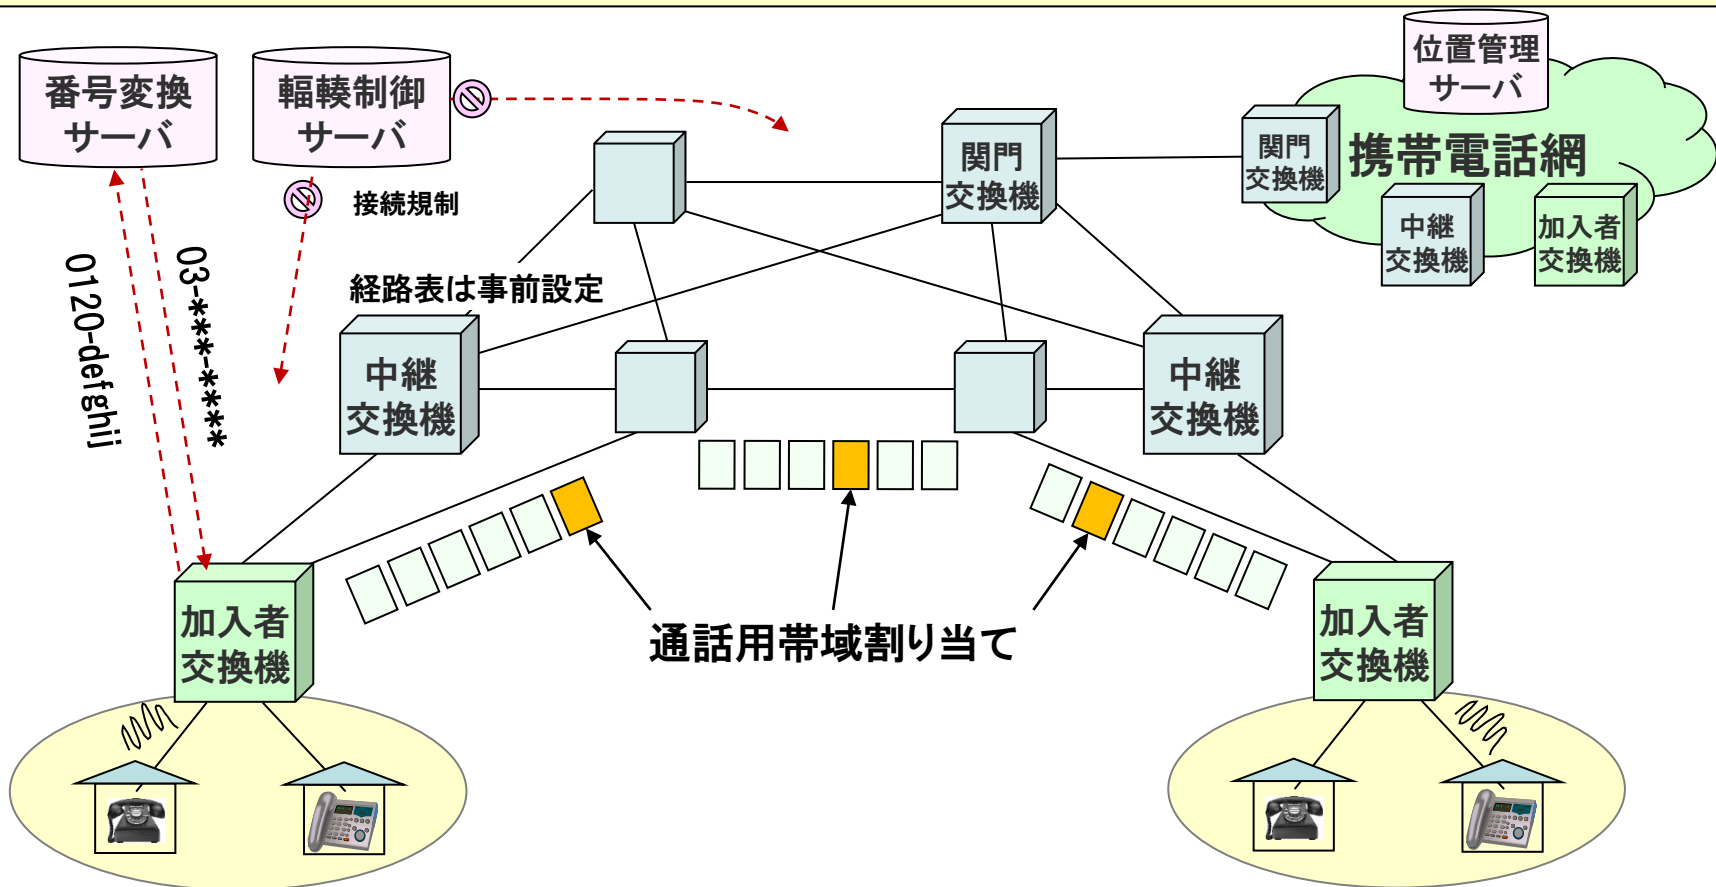 番号変換
サーバ
輻輳制御
サーバ
接続規制
位置管理
サーバ
携帯電話網
関門
交換機
関門
交換機
中継
交換機
加入者
交換機
0120-defghij
03-****-****
経路表は事前設定
中継
交換機
中継
交換機
通話用帯域割り当て
加入者
交換機
加入者
交換機